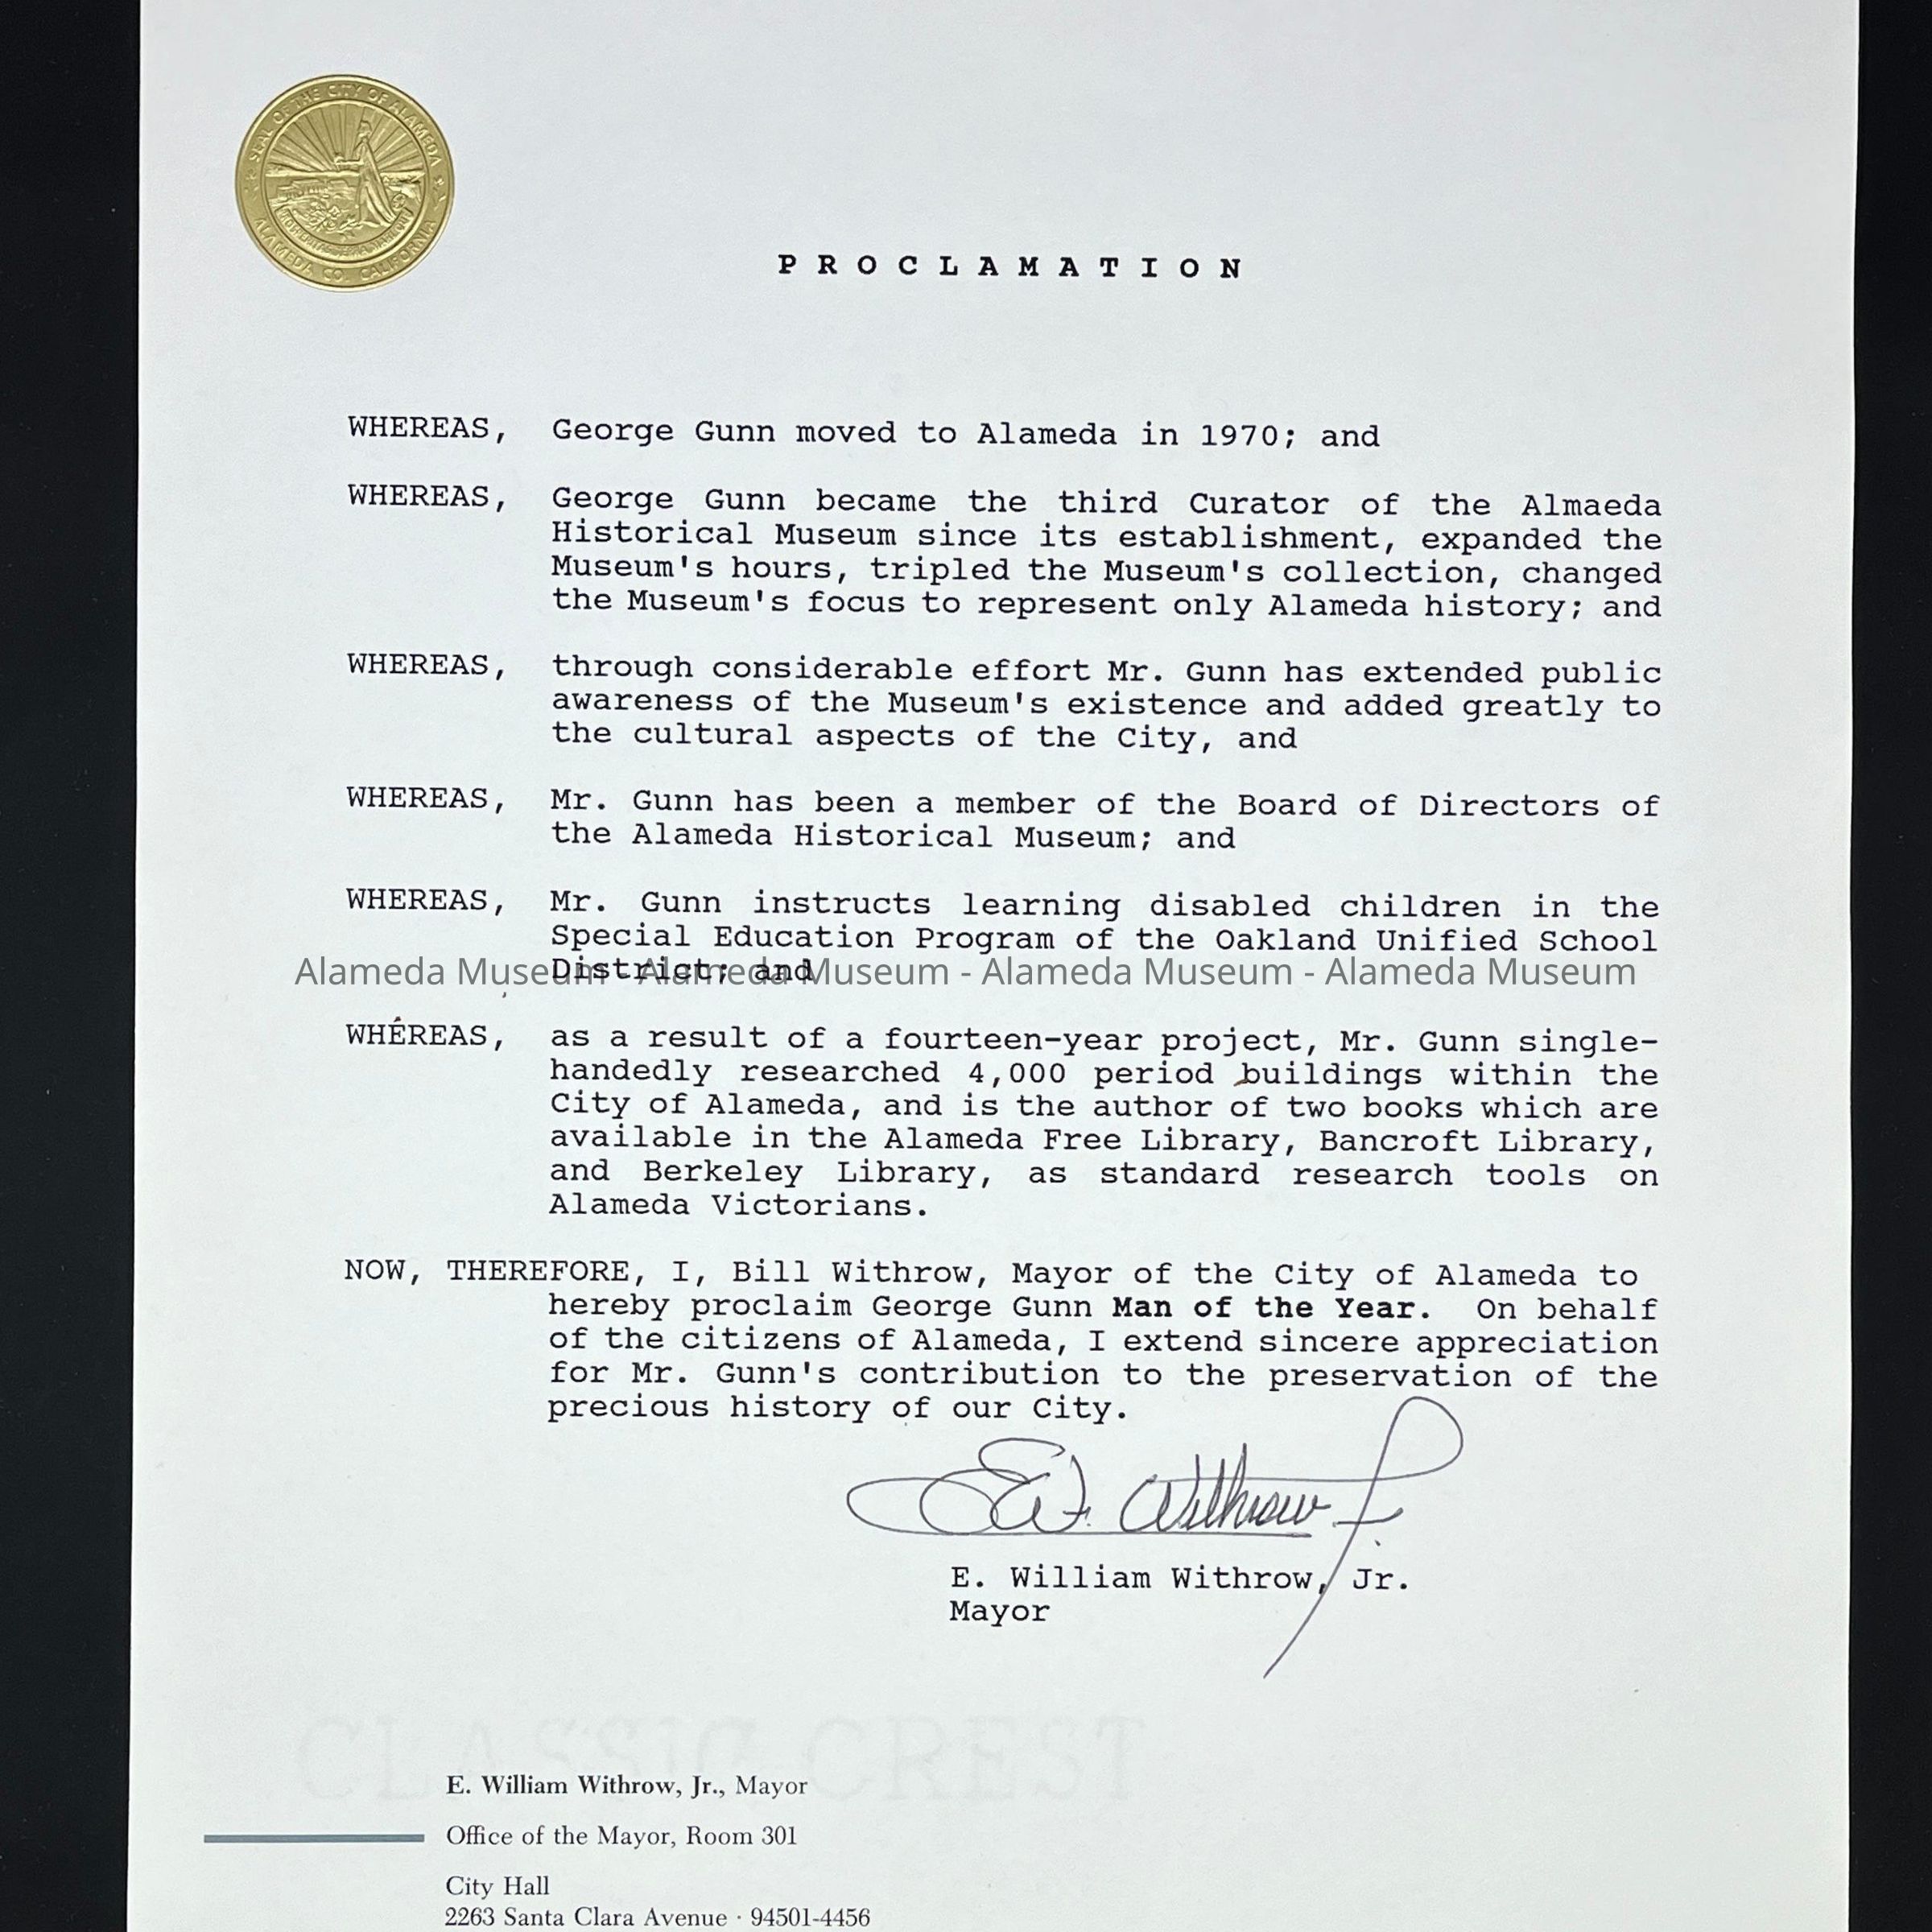 SEAL OF THE CITY OF ALAMEDA
ALAMEDA CO. CALIFORNIA
PROCLAMATION
WHEREAS, George Gunn moved to Alameda in 1970; and
WHEREAS, George Gunn became the third Curator of the Almaeda
Historical Museum since its establishment, expanded the
Museum's hours, tripled the Museum's collection, changed
the Museum's focus to represent only Alameda history; and
WHEREAS, through considerable effort Mr. Gunn has extended public
awareness of the Museum's existence and added greatly to
the cultural aspects of the City, and
WHEREAS, Mr. Gunn has been a member of the Board of Directors of
the Alameda Historical Museum; and
WHEREAS, Mr. Gunn instructs learning disabled children in the
Special Education Program of the Oakland Unified School
District; and
Alameda Museum - Alameda Museum - Alameda Museum - Alameda Museum
WHEREAS, as a result of a fourteen-year project, Mr. Gunn single-
handedly researched 4,000 period buildings within the
City of Alameda, and is the author of two books which are
available in the Alameda Free Library, Bancroft Library,
and Berkeley Library, as standard research tools on
Alameda Victorians.
NOW, THEREFORE, I, Bill Withrow, Mayor of the City of Alameda to
hereby proclaim George Gunn Man of the Year. On behalf
of the citizens of Alameda, I extend sincere appreciation
for Mr. Gunn's contribution to the preservation of the
precious history of our City.
E. W. Withrow Jr.
E. William Withrow, Jr.
Mayor
CLASSIC CREST
E. William Withrow, Jr., Mayor
Office of the Mayor, Room 301
City Hall
2263 Santa Clara Avenue · 94501-4456